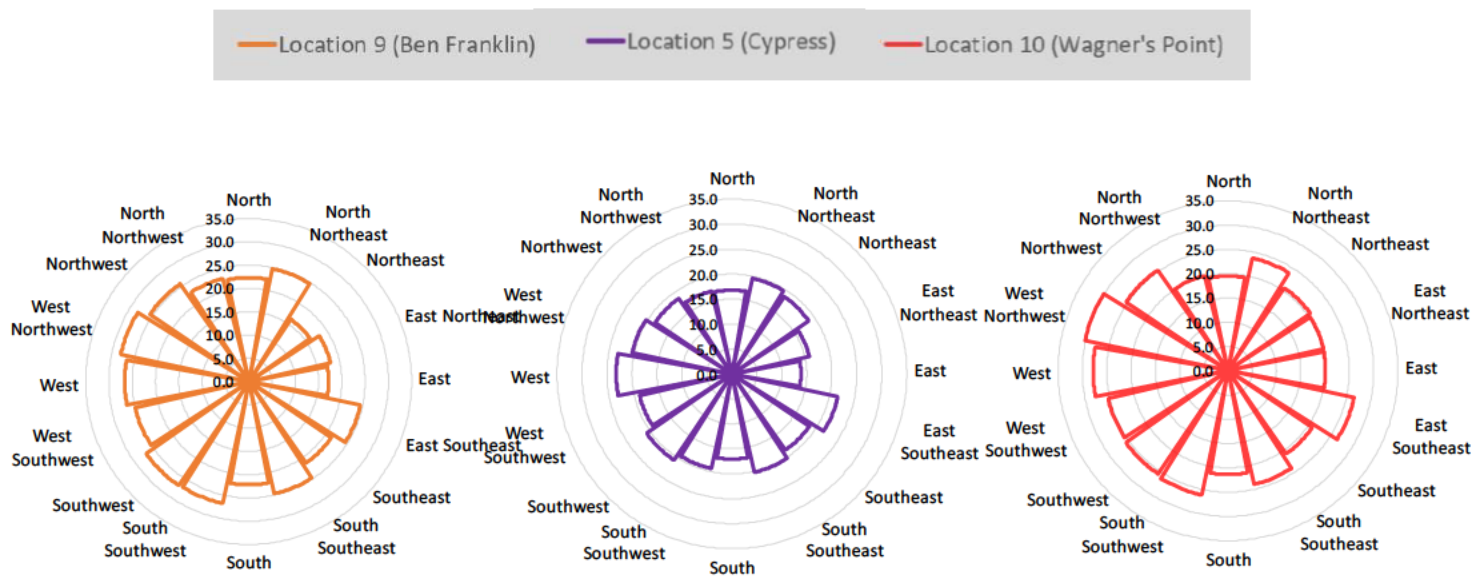 Location 9 (Ben Franklin)
Location 5 (Cypress)
Location 10 (Wagner's Point)
North
North
Northeast
Northeast
East Northeast
East
East Southeast
Southeast
South
Southeast
South
South
Southwest
Southwest
West
Southwest
West
West
Northwest
Northwest
North
Northwest
35.0
30.0
25.0
20.0
15.0
10.0
5.0
0.0
North
North
Northeast
Northeast
East
Northeast
East
East
Southeast
Southeast
South
Southeast
South
South
Southwest
Southwest
West
Southwest
West
West
Northwest
Northwest
North
Northwest
35.0
30.0
25.0
20.0
15.0
10.0
5.0
0.0
North
North
Northeast
Northeast
East
Northeast
East
East
Southeast
Southeast
South
Southeast
South
South
Southwest
Southwest
West
Southwest
West
West
Northwest
Northwest
North
Northwest
35.0
30.0
25.0
20.0
15.0
10.0
5.0
0.0